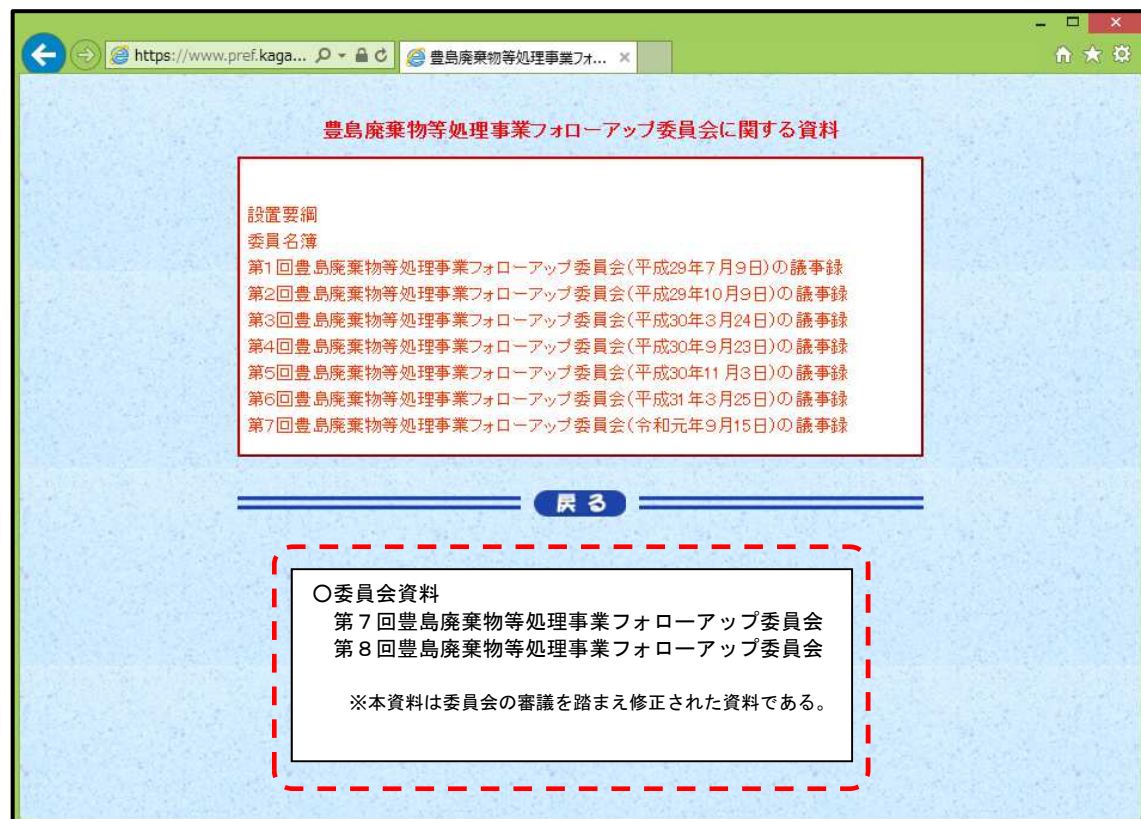 https://www.pref.kaga...
豊島廃棄物等処理事業フォ...
豊島廃棄物等処理事業フォローアップ委員会に関する資料
設置要綱
委員名簿
第1回豊島廃棄物等処理事業フォローアップ委員会(平成29年7月9日)の議事録
第2回豊島廃棄物等処理事業フォローアップ委員会(平成29年10月9日)の議事録
第3回豊島廃棄物等処理事業フォローアップ委員会(平成30年3月24日)の議事録
第4回豊島廃棄物等処理事業フォローアップ委員会(平成30年9月23日)の議事録
第5回豊島廃棄物等処理事業フォローアップ委員会(平成30年11月3日)の議事録
第6回豊島廃棄物等処理事業フォローアップ委員会(平成31年3月25日)の議事録
第7回豊島廃棄物等処理事業フォローアップ委員会(令和元年9月15日)の議事録
戻る
〇委員会資料
第７回豊島廃棄物等処理事業フォローアップ委員会
第８回豊島廃棄物等処理事業フォローアップ委員会
※本資料は委員会の審議を踏まえ修正された資料である。